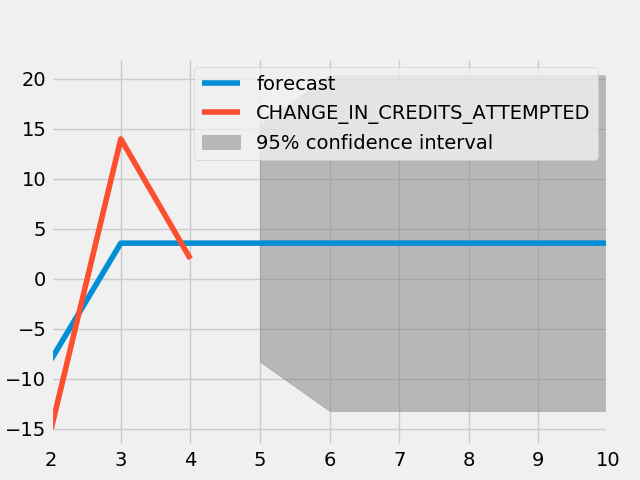 forecast
CHANGE_IN_CREDITS_ATTEMPTED
95% confidence interval
20
15
10
5
0
−5
−10
−15
2 3 4 5 6 7 8 9 10